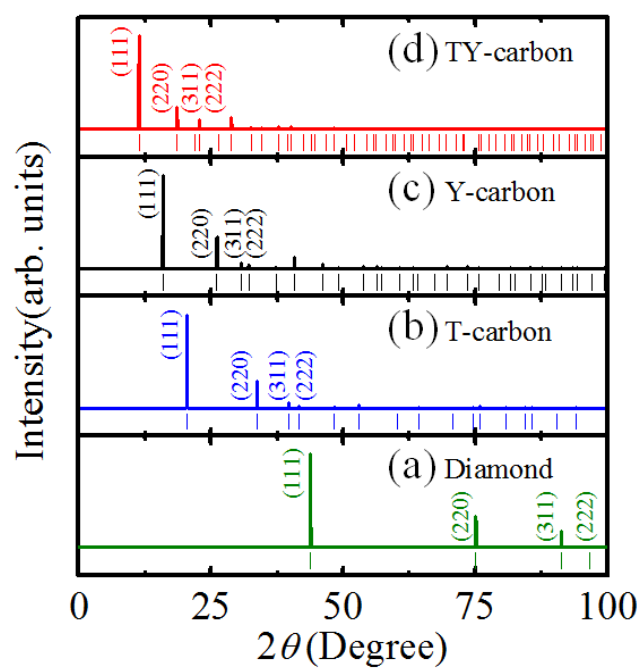 (d) TY-carbon
(111)
(220)
(311)
(222)
(c) Y-carbon
(111)
(220)
(311)
(222)
(b) T-carbon
(111)
(220)
(311)
(222)
(a) Diamond
(111)
(220)
(311)
(222)
Intensity(arb. units)
0 25 50 75 100
2θ(Degree)